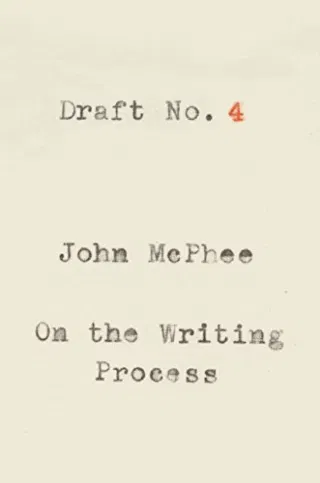 Draft No. 4
John McPhee
On the Writing
Process